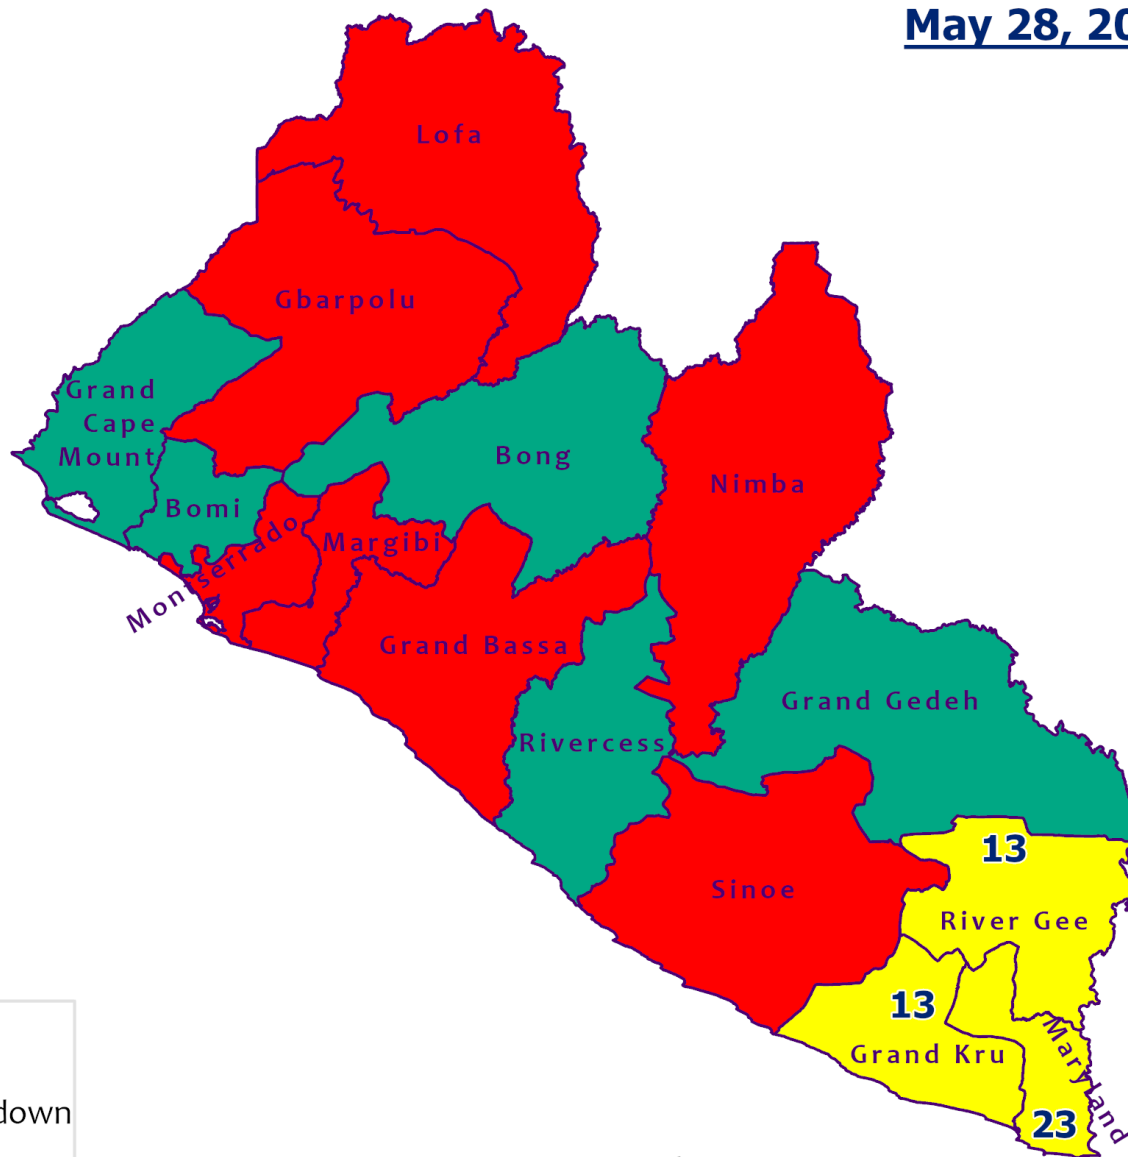 May 28, 20
Lofa
Gbarpolu
Grand
Cape
Mount
Bong
Nimba
Bomi
Montserrado
Margibi
Grand Bassa
Grand Gedeh
Rivercess
13
Sinoe
River Gee
13
Grand Kru
Maryland
23
down